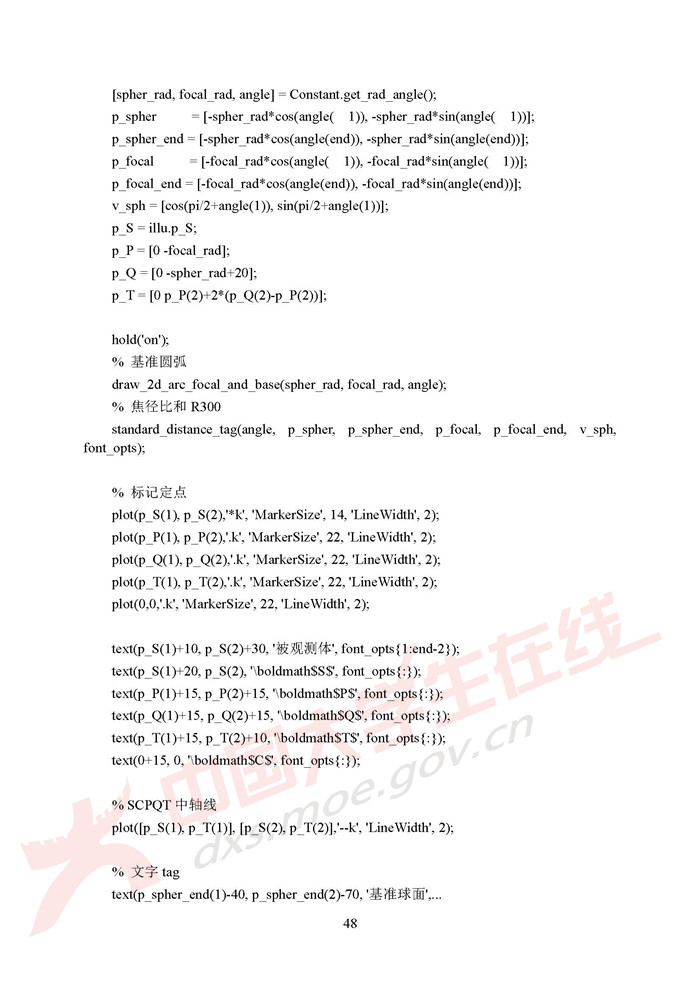 [spher_rad, focal_rad, angle] = Constant.get_rad_angle();
p_spher = [-spher_rad*cos(angle( 1)), -spher_rad*sin(angle( 1))];
p_spher_end = [-spher_rad*cos(angle(end)), -spher_rad*sin(angle(end))];
p_focal = [-focal_rad*cos(angle( 1)), -focal_rad*sin(angle( 1))];
p_focal_end = [-focal_rad*cos(angle(end)), -focal_rad*sin(angle(end))];
v_sph = [cos(pi/2+angle(1)), sin(pi/2+angle(1))];
p_S = illu.p_S;
p_P = [0 -focal_rad];
p_Q = [0 -spher_rad+20];
p_T = [0 p_P(2)+2*(p_Q(2)-p_P(2))];
hold('on');
% 基准圆弧
draw_2d_arc_focal_and_base(spher_rad, focal_rad, angle);
% 焦径比和 R300
standard_distance_tag(angle, p_spher, p_spher_end, p_focal, p_focal_end, v_sph,
font_opts);
% 标记定点
plot(p_S(1), p_S(2),'*k', 'MarkerSize', 14, 'LineWidth', 2);
plot(p_P(1), p_P(2),'.k', 'MarkerSize', 22, 'LineWidth', 2);
plot(p_Q(1), p_Q(2),'.k', 'MarkerSize', 22, 'LineWidth', 2);
plot(p_T(1), p_T(2),'.k', 'MarkerSize', 22, 'LineWidth', 2);
plot(0,0,'.k', 'MarkerSize', 22, 'LineWidth', 2);
text(p_S(1)+10, p_S(2)+30, '被观测体', font_opts{1:end-2});
text(p_S(1)+20, p_S(2), '\boldmath$S$', font_opts{:});
text(p_P(1)+15, p_P(2)+15, '\boldmath$P$', font_opts{:});
text(p_Q(1)+15, p_Q(2)+15, '\boldmath$Q$', font_opts{:});
text(p_T(1)+15, p_T(2)+10, '\boldmath$T$', font_opts{:});
text(0+15, 0, '\boldmath$C$', font_opts{:});
% SCPQT 中轴线
plot([p_S(1), p_T(1)], [p_S(2), p_T(2)],'--k', 'LineWidth', 2);
% 文字 tag
text(p_spher_end(1)-40, p_spher_end(2)-70, '基准球面',...
48
中国大学生在线
dxs.moe.gov.cn